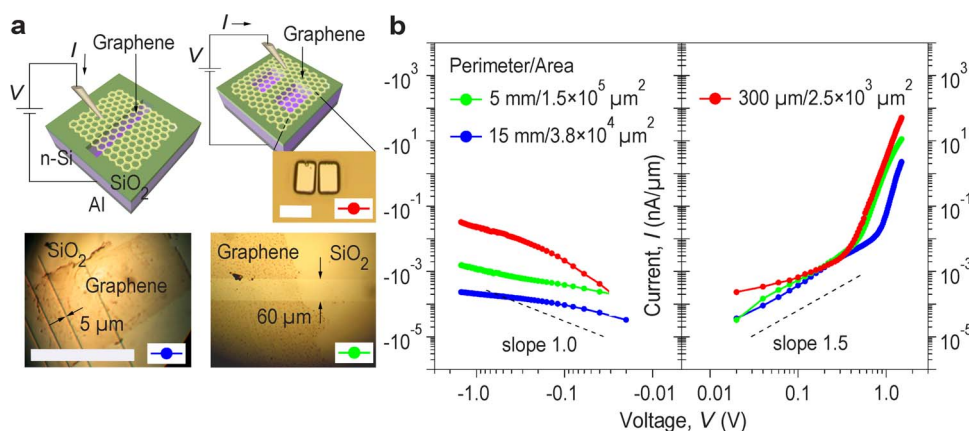 a
I
Graphene
V
n-Si
SiO2
Al
I
Graphene
V
SiO2
Graphene
5 µm
Graphene
SiO2
60 µm
b
Perimeter/Area
5 mm/1.5×10^5 µm^2
15 mm/3.8×10^4 µm^2
300 µm/2.5×10^3 µm^2
-10^3
-10^1
-10^-1
-10^-3
-10^-5
Current, I (nA/µm)
10^3
10^1
10^-1
10^-3
10^-5
slope 1.0
slope 1.5
-1.0
-0.1
-0.01
0.01
0.1
1.0
Voltage, V (V)